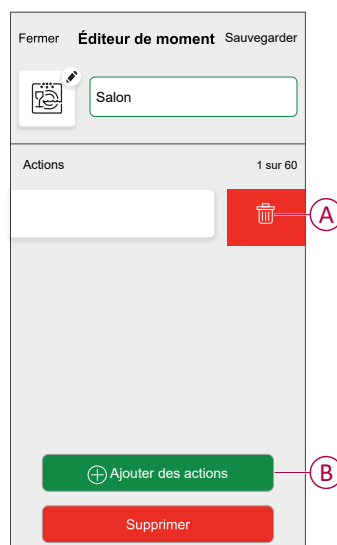 Fermer Éditeur de moment Sauvegarder
Salon
Actions 1 sur 60
A
Ajouter des actions B
Supprimer